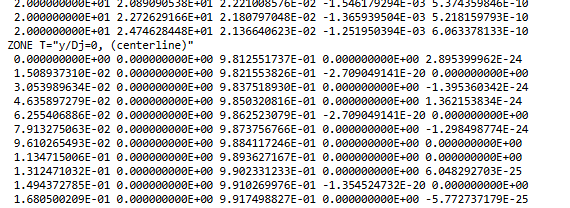 2.000000000E+01 2.089090538E+01 2.221008576E-02 -1.546179294E-03 5.374359846E-10
2.000000000E+01 2.272629166E+01 2.180797048E-02 -1.365939504E-03 5.218159793E-10
2.000000000E+01 2.474628448E+01 2.136640623E-02 -1.251950394E-03 6.063378133E-10
ZONE T="y/Dj=0, (centerline)"
0.000000000E+00 0.000000000E+00 9.812551737E-01 0.000000000E+00 2.895399962E-24
1.508937310E-02 0.000000000E+00 9.821553826E-01 -2.709049141E-20 0.000000000E+00
3.053989634E-02 0.000000000E+00 9.837518930E-01 0.000000000E+00 -1.395360342E-24
4.635897279E-02 0.000000000E+00 9.850320816E-01 0.000000000E+00 1.362153834E-24
6.255406886E-02 0.000000000E+00 9.862523079E-01 -2.709049141E-20 0.000000000E+00
7.913275063E-02 0.000000000E+00 9.873756766E-01 0.000000000E+00 -1.298498774E-24
9.610265493E-02 0.000000000E+00 9.884117246E-01 0.000000000E+00 0.000000000E+00
1.134715006E-01 0.000000000E+00 9.893627167E-01 0.000000000E+00 0.000000000E+00
1.312471032E-01 0.000000000E+00 9.902331233E-01 0.000000000E+00 6.048292703E-25
1.494372785E-01 0.000000000E+00 9.910269976E-01 -1.354524732E-20 0.000000000E+00
1.680500209E-01 0.000000000E+00 9.917498827E-01 0.000000000E+00 -5.772737179E-25